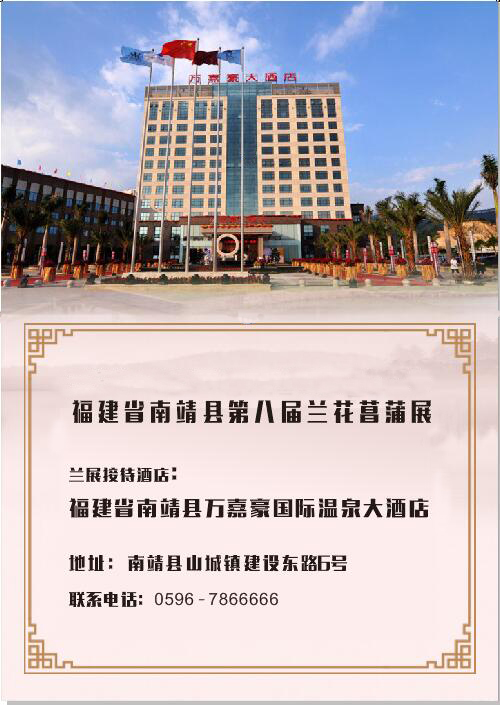 万嘉豪大酒店
福建省南靖县第八届兰花菖蒲展
兰展接待酒店：
福建省南靖县万嘉豪国际温泉大酒店
地址：南靖县山城镇建设东路6号
联系电话：0596-7866666